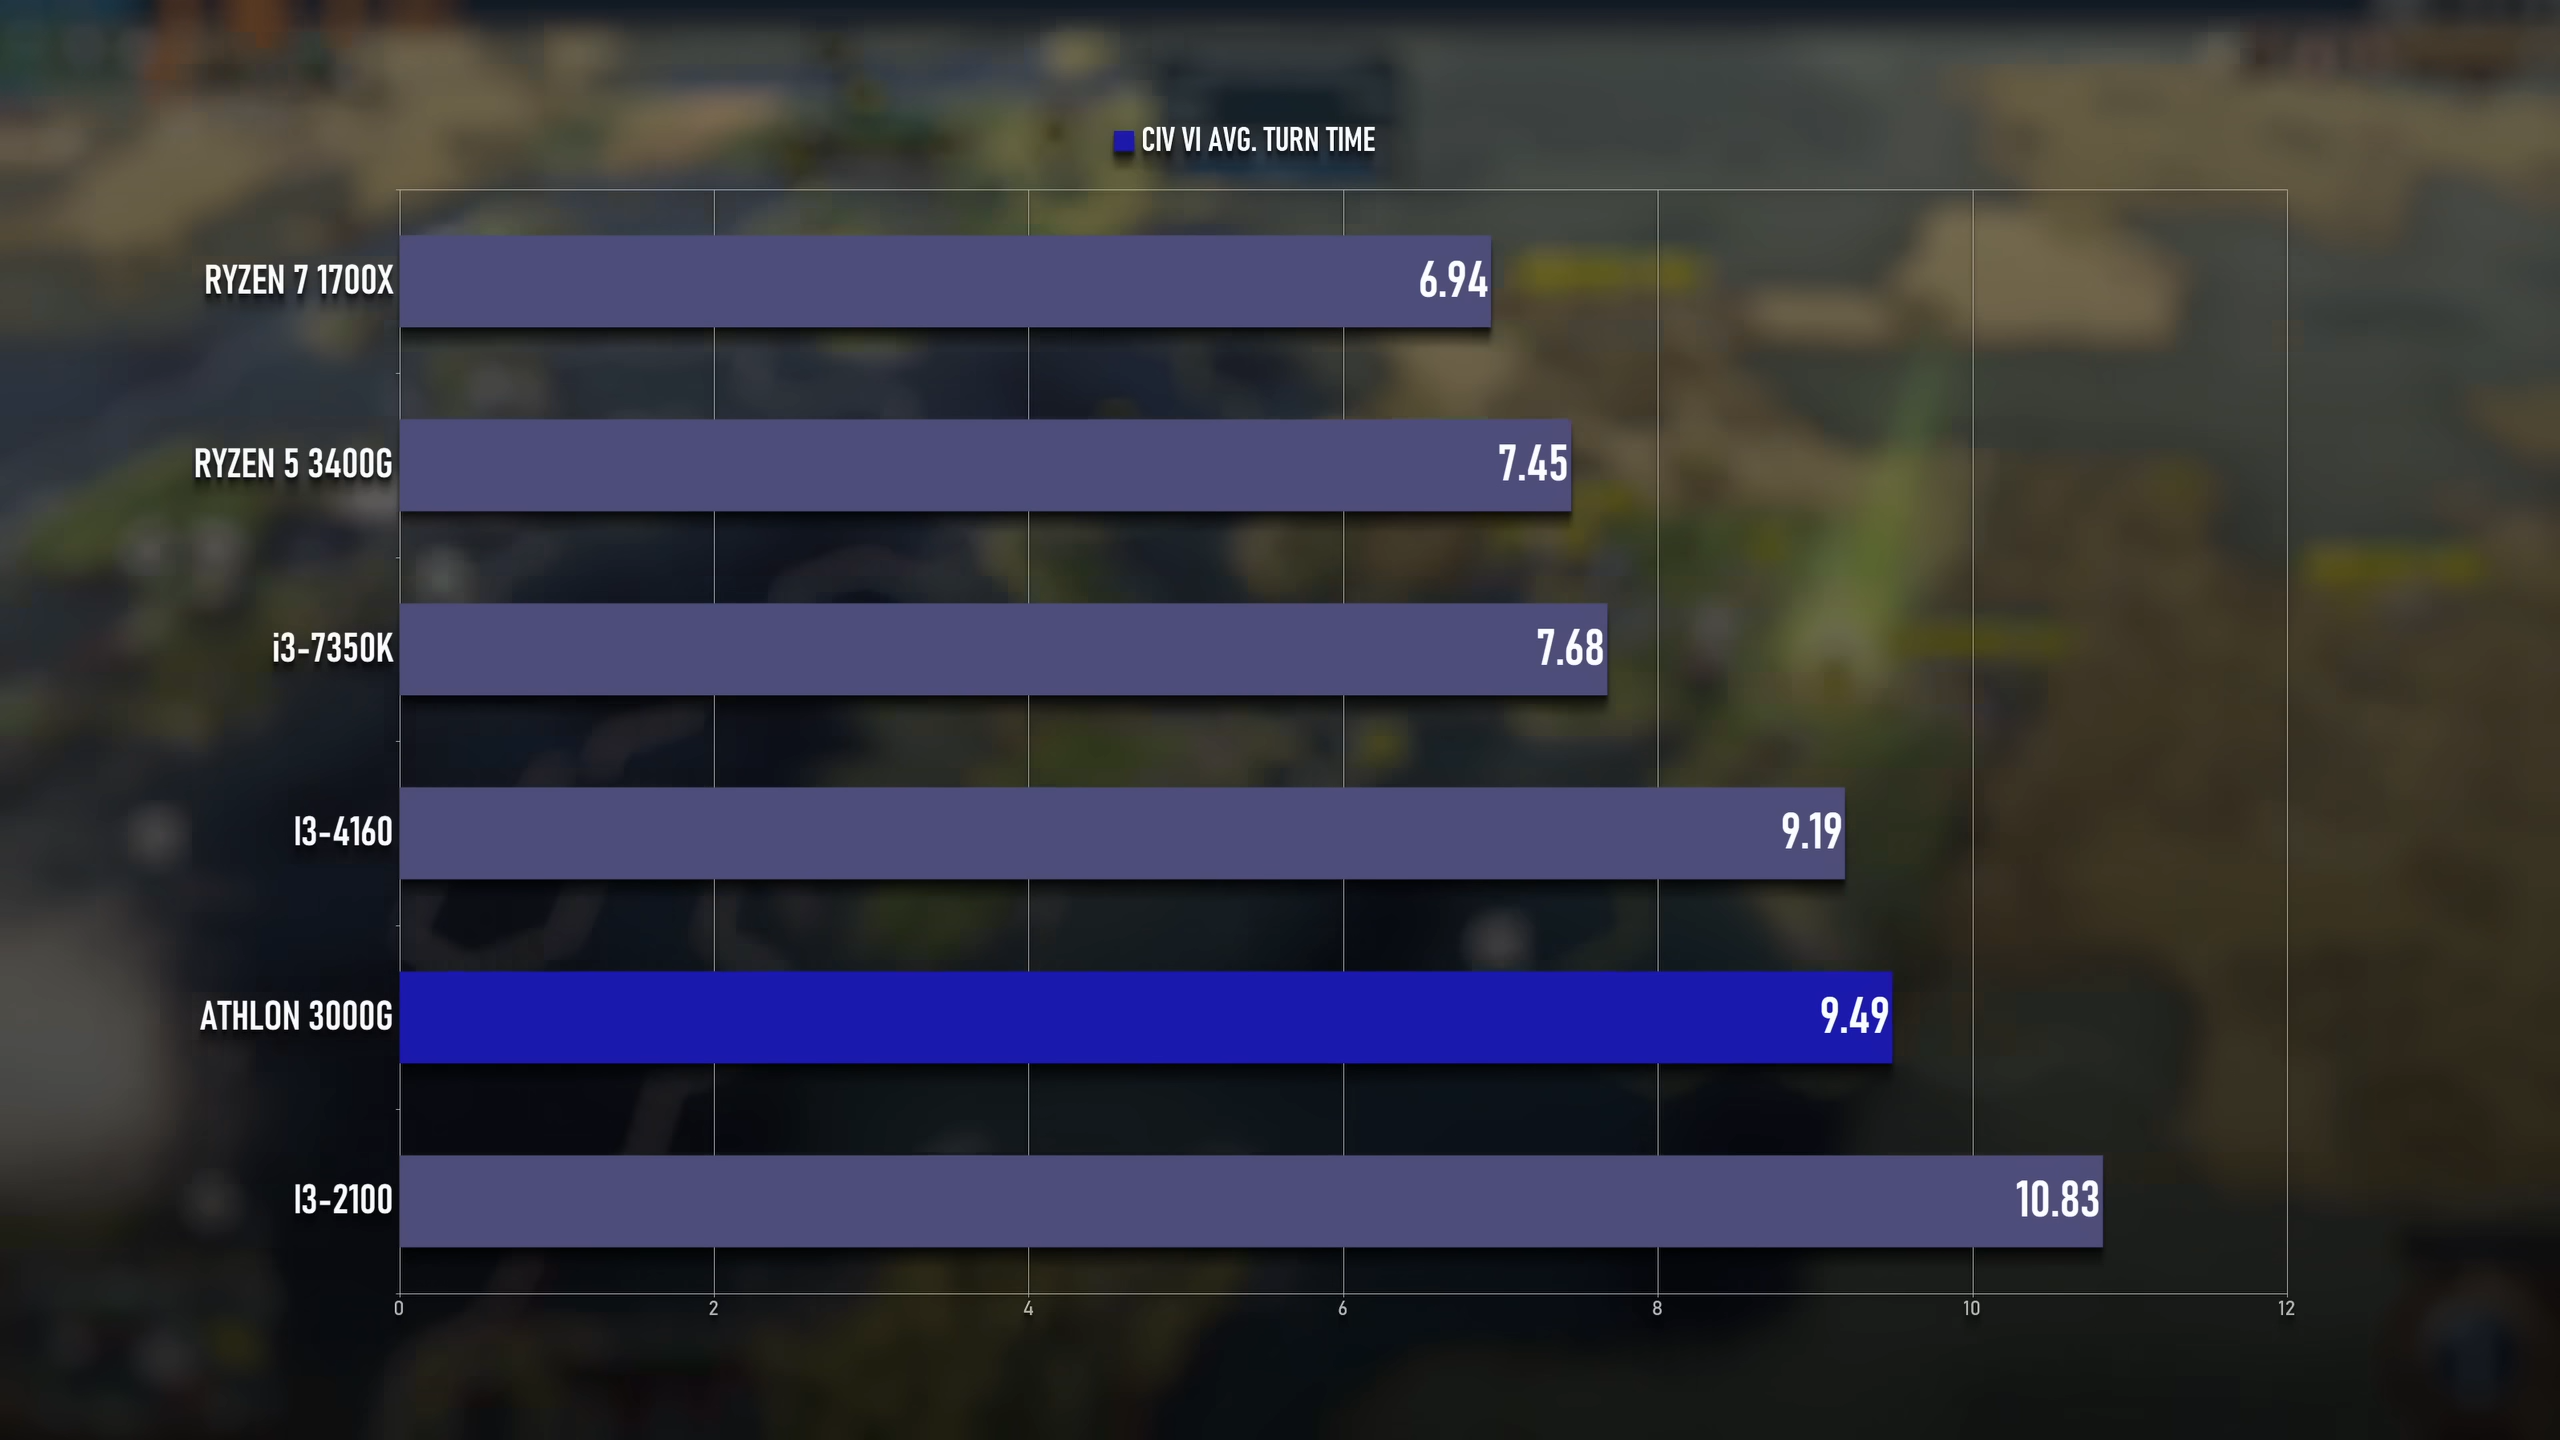 CIV VI AVG. TURN TIME
RYZEN 7 1700X 6.94
RYZEN 5 3400G 7.45
i3-7350K 7.68
I3-4160 9.19
ATHLON 3000G 9.49
I3-2100 10.83
0 2 4 6 8 10 12